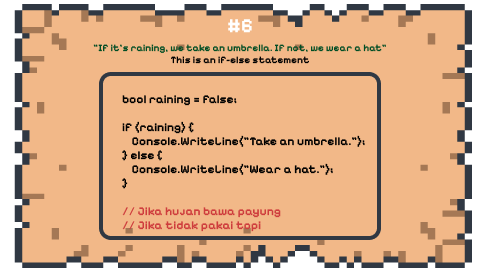 #6
"If it's raining, we take an umbrella. If not, we wear a hat"
This is an if-else statement
bool raining = false;
if (raining) {
Console.WriteLine("Take an umbrella.");
} else {
Console.WriteLine("Wear a hat.");
}
// Jika hujan bawa payung
// Jika tidak pakai topi